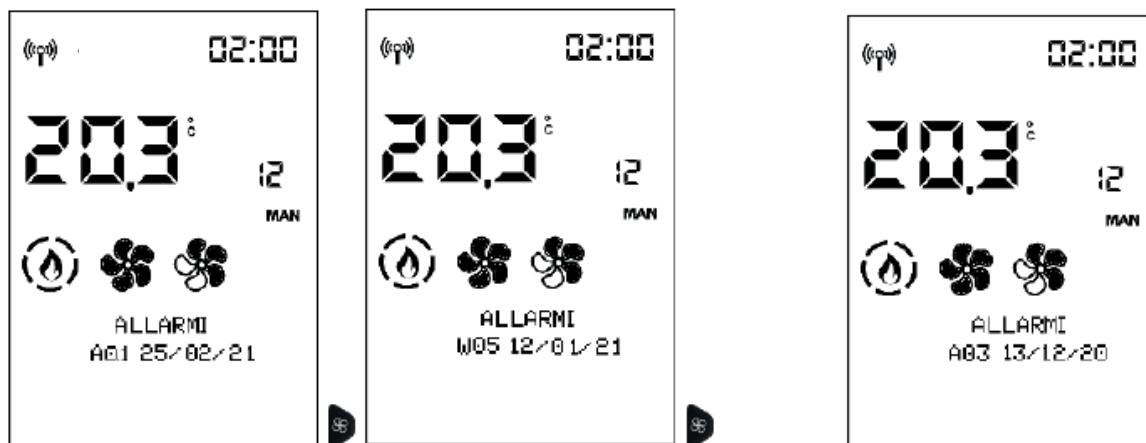 02:00
20.3 °C
12
MAN
ALLARMI
A01 25/02/21
02:00
20.3 °C
12
MAN
ALLARMI
W05 12/01/21
02:00
20.3 °C
12
MAN
ALLARMI
A03 13/12/20